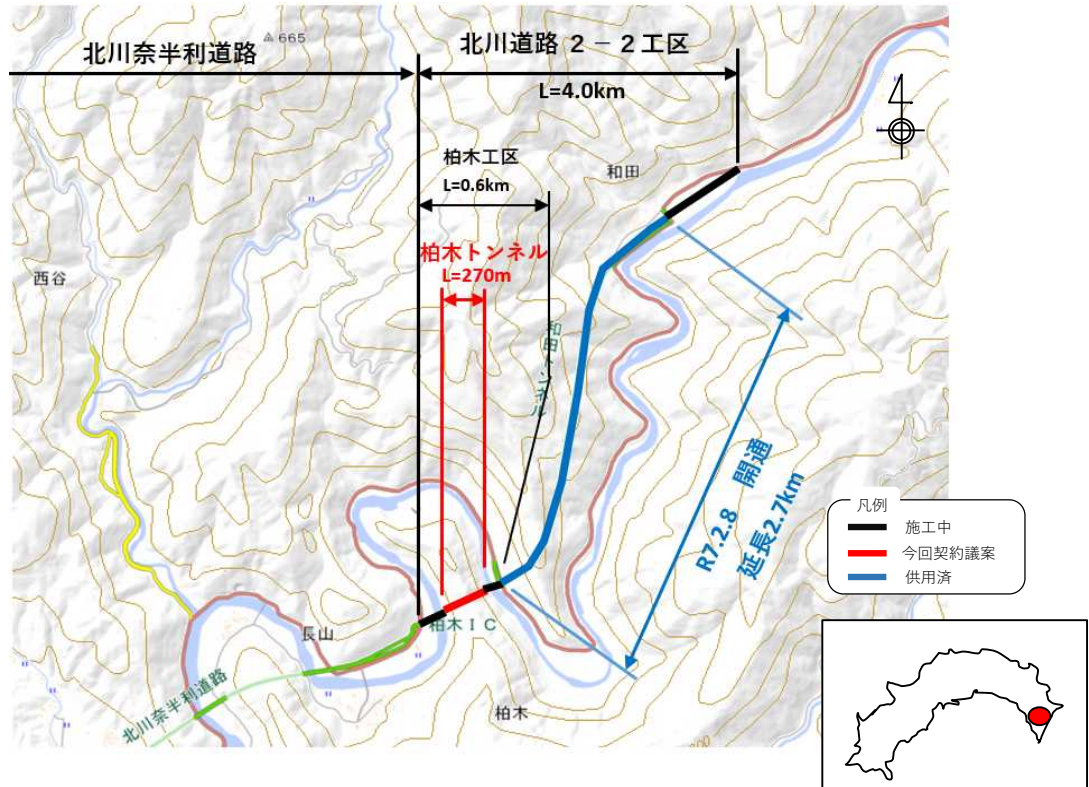 北川奈半利道路
665
北川道路 2-2工区
L=4.0km
柏木工区
L=0.6km
和田
柏木トンネル
L=270m
西谷
和田トンネル
R7.2.8 開通
延長2.7km
凡例
施工中
今回契約議案
供用済
長山
柏木IC
北川奈半利道路
柏木